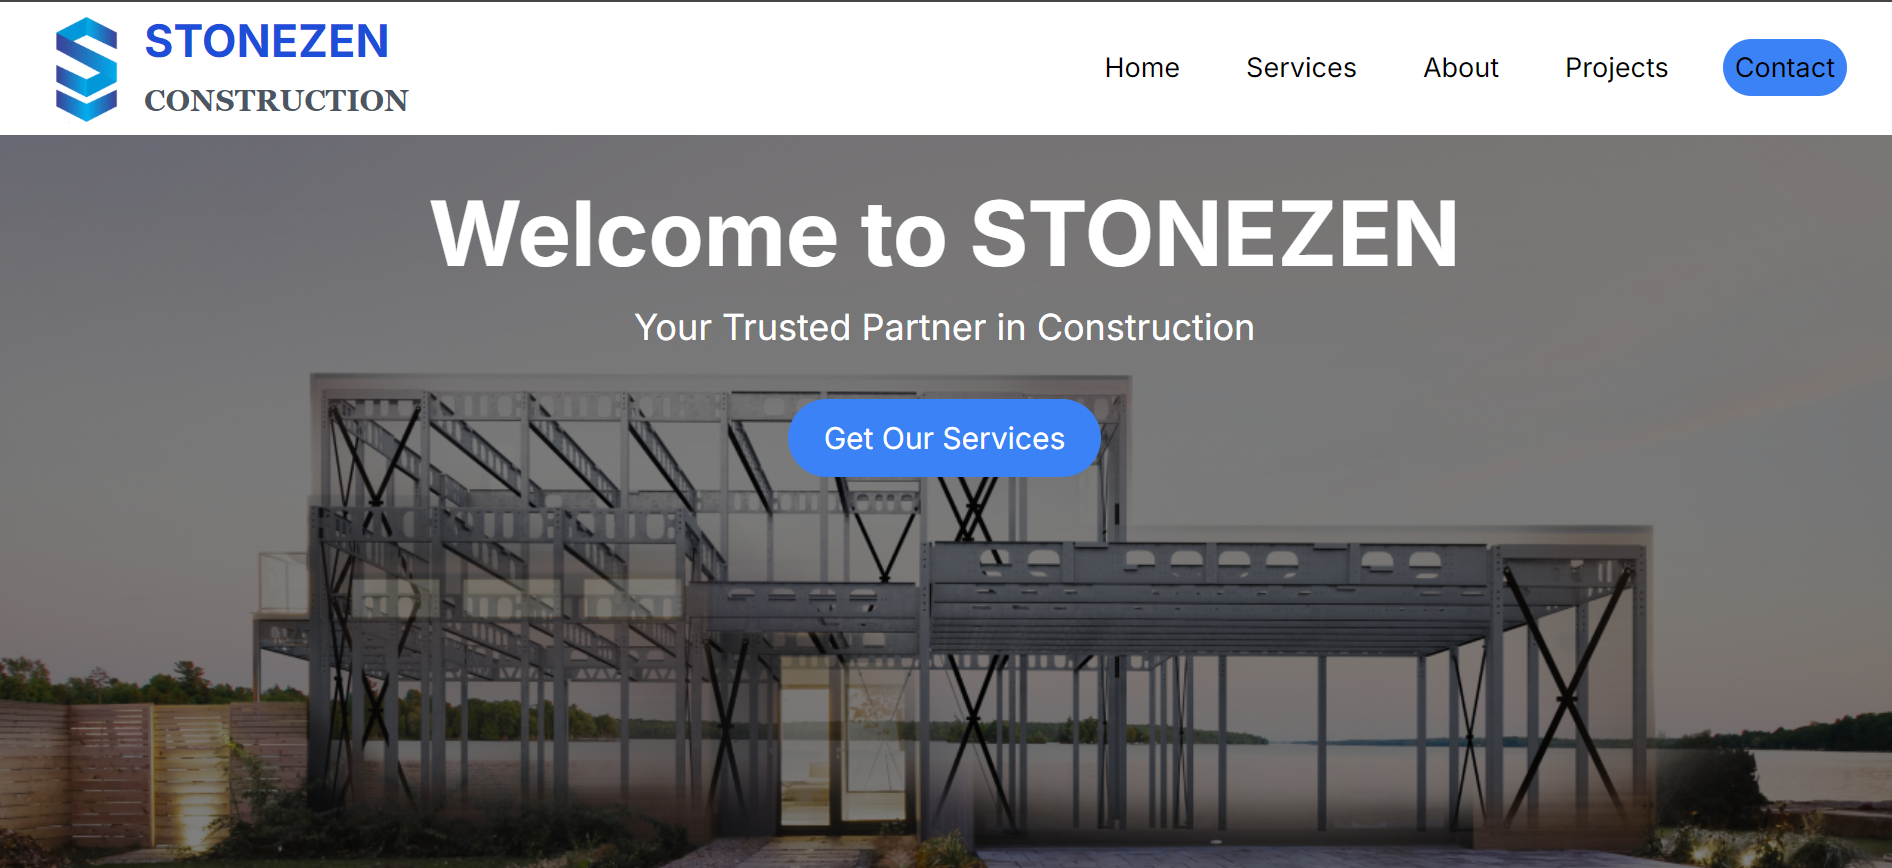 STONEZEN
CONSTRUCTION
Home
Services
About
Projects
Contact
Welcome to STONEZEN
Your Trusted Partner in Construction
Get Our Services